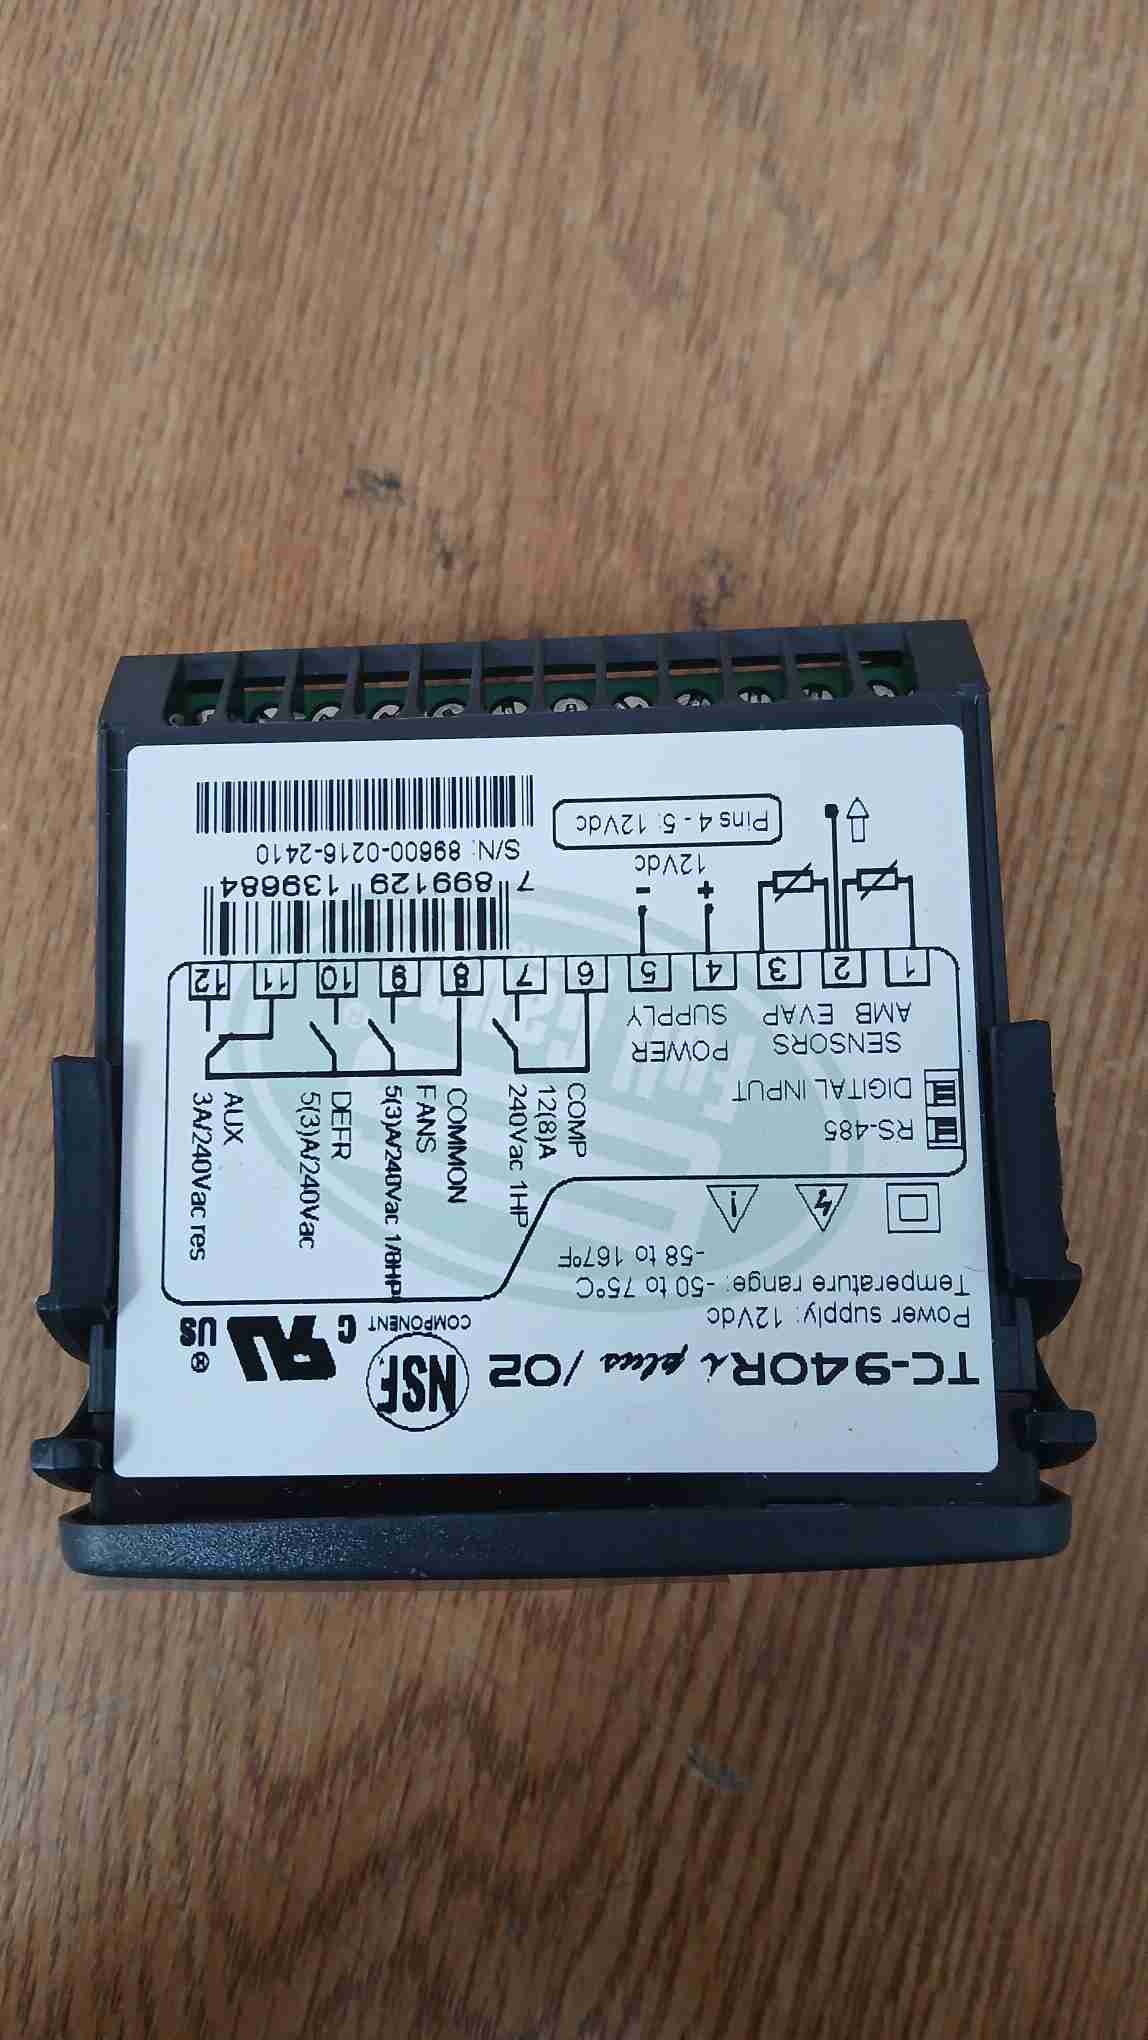 TC-940Ri plus /02
NSF
COMPONENT
C US
®
Power supply: 12Vdc
Temperature range: -50 to 75°C
-58 to 167°F
RS-485
DIGITAL INPUT
SENSORS
AMB EVAP
POWER
SUPPLY
COMP
12(8)A
240Vac 1HP
COMMON
FANS
5(3)A/240Vac 1/8HP
DEFR
5(3)A/240Vac
AUX
3A/240Vac res
1 2 3 4 5 6 7 8 9 10 11 12
+ -
12Vdc
Pins 4 - 5: 12Vdc
7 899129 139684
S/N: 89600-0216-2410